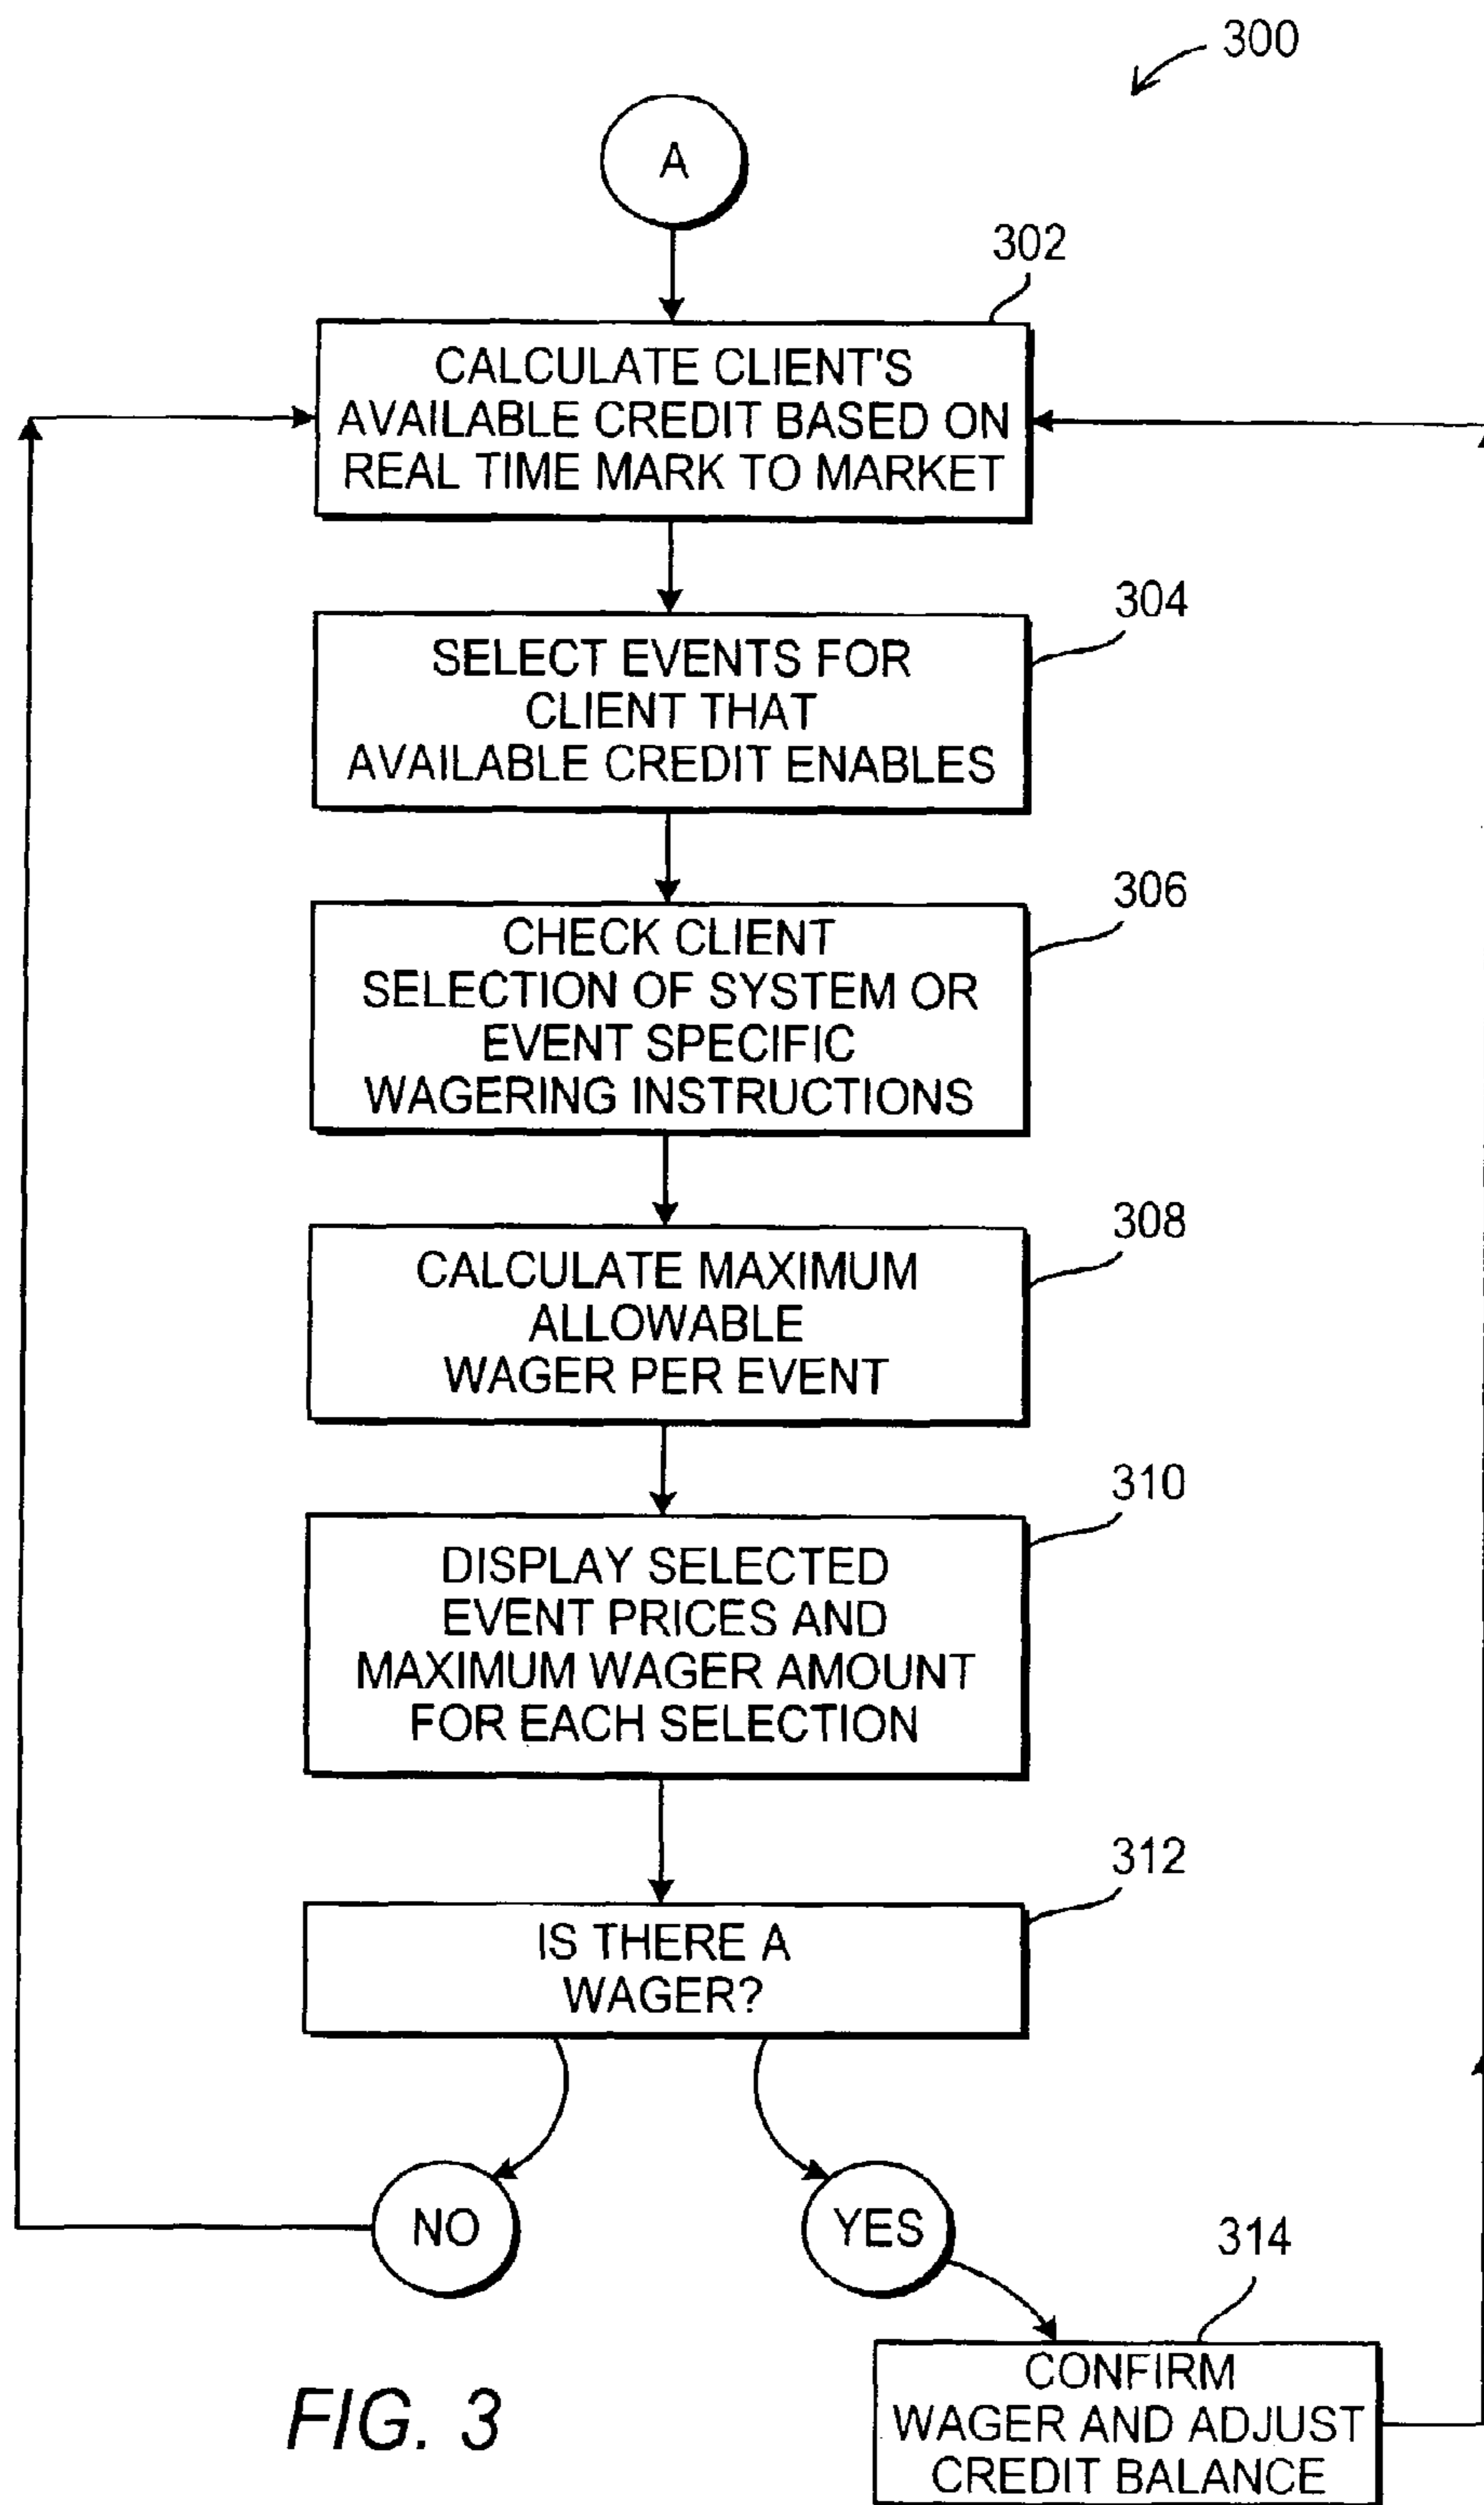 300
A
302
CALCULATE CLIENT'S
AVAILABLE CREDIT BASED ON
REAL TIME MARK TO MARKET
304
SELECT EVENTS FOR
CLIENT THAT
AVAILABLE CREDIT ENABLES
306
CHECK CLIENT
SELECTION OF SYSTEM OR
EVENT SPECIFIC
WAGERING INSTRUCTIONS
308
CALCULATE MAXIMUM
ALLOWABLE
WAGER PER EVENT
310
DISPLAY SELECTED
EVENT PRICES AND
MAXIMUM WAGER AMOUNT
FOR EACH SELECTION
312
IS THERE A
WAGER?
NO
YES
314
CONFIRM
WAGER AND ADJUST
CREDIT BALANCE
FIG. 3